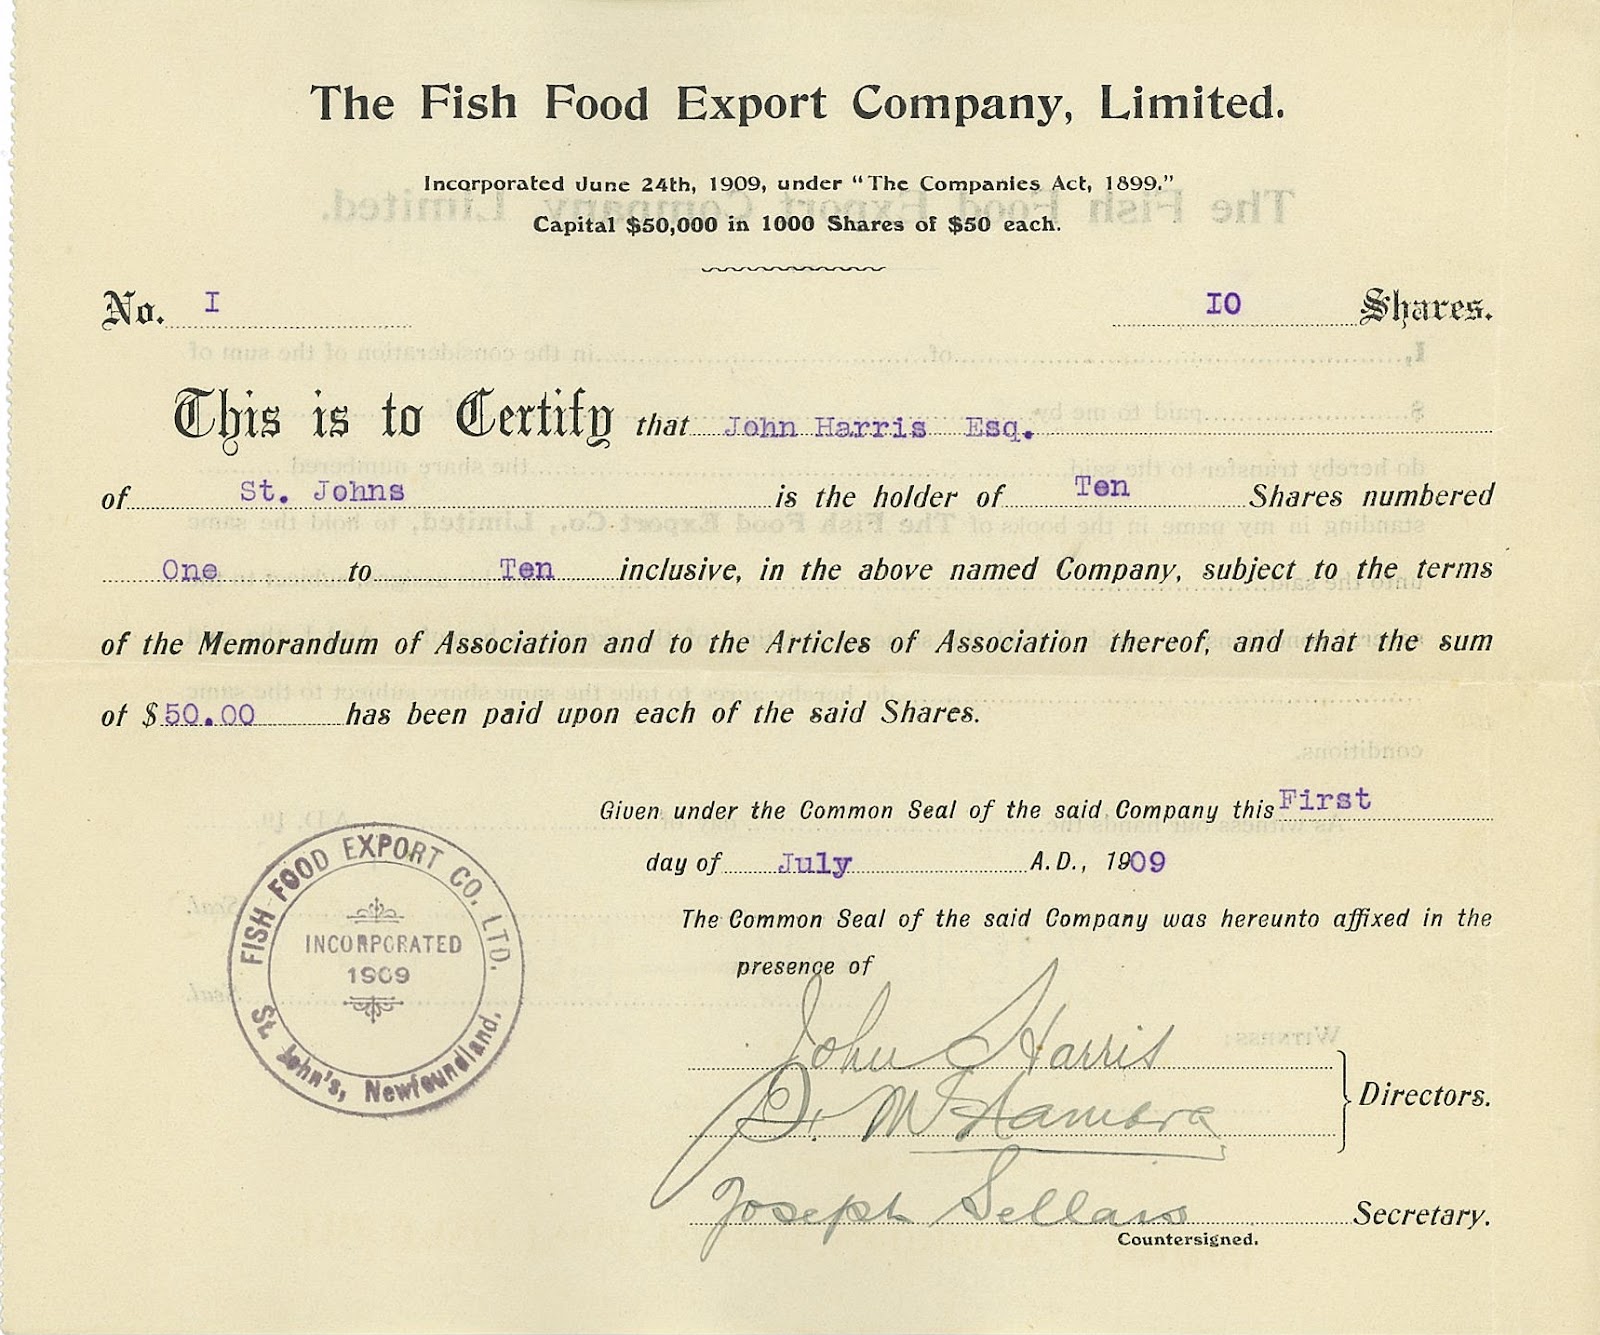 The Fish Food Export Company, Limited.
Incorporated June 24th, 1909, under "The Companies Act, 1899."
Capital $50,000 in 1000 Shares of $50 each.
No. I 10 Shares.
This is to Certify that John Harris Esq.
of St. Johns is the holder of Ten Shares numbered
One to Ten inclusive, in the above named Company, subject to the terms
of the Memorandum of Association and to the Articles of Association thereof, and that the sum
of $50.00 has been paid upon each of the said Shares.
Given under the Common Seal of the said Company this First
day of July A.D., 1909
The Common Seal of the said Company was hereunto affixed in the
presence of
FISH FOOD EXPORT CO. LTD.
INCORPORATED
1909
St. John's, Newfoundland.
John Harris
Directors.
Joseph Sellars Secretary.
Countersigned.